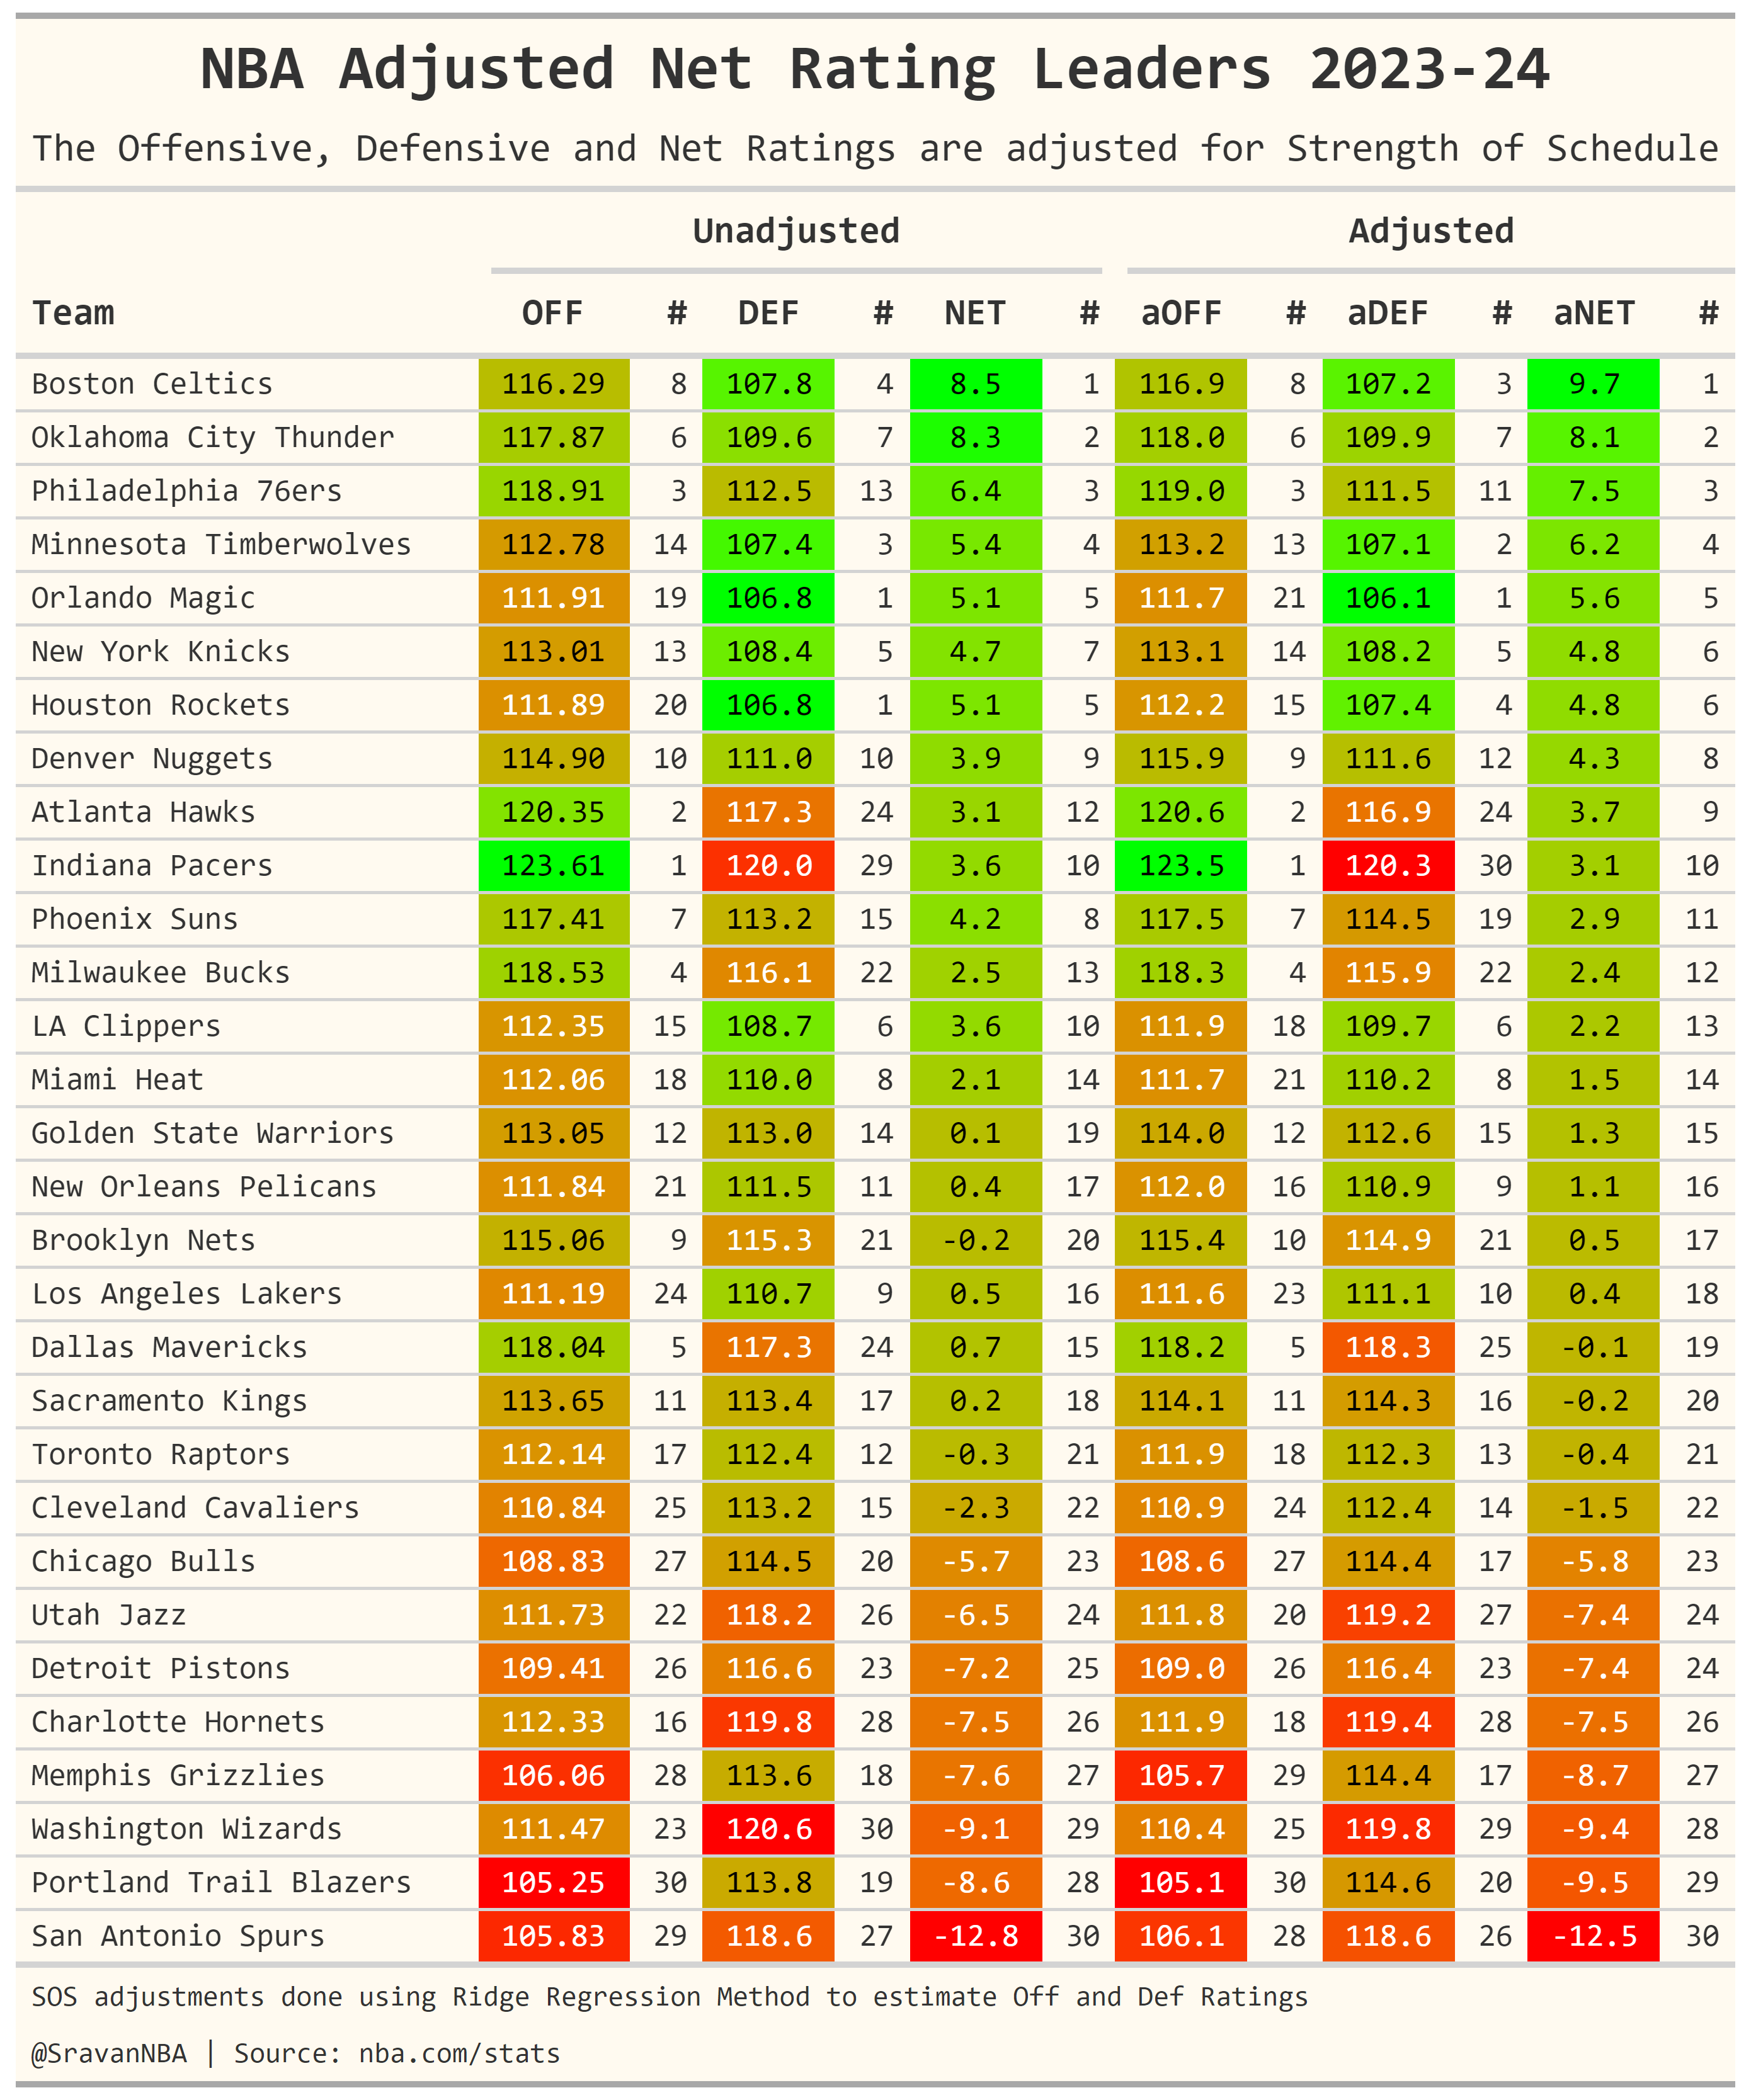 NBA Adjusted Net Rating Leaders 2023-24
The Offensive, Defensive and Net Ratings are adjusted for Strength of Schedule
Unadjusted Adjusted
Team OFF # DEF # NET # aOFF # aDEF # aNET #
Boston Celtics 116.29 8 107.8 4 8.5 1 116.9 8 107.2 3 9.7 1
Oklahoma City Thunder 117.87 6 109.6 7 8.3 2 118.0 6 109.9 7 8.1 2
Philadelphia 76ers 118.91 3 112.5 13 6.4 3 119.0 3 111.5 11 7.5 3
Minnesota Timberwolves 112.78 14 107.4 3 5.4 4 113.2 13 107.1 2 6.2 4
Orlando Magic 111.91 19 106.8 1 5.1 5 111.7 21 106.1 1 5.6 5
New York Knicks 113.01 13 108.4 5 4.7 7 113.1 14 108.2 5 4.8 6
Houston Rockets 111.89 20 106.8 1 5.1 5 112.2 15 107.4 4 4.8 6
Denver Nuggets 114.90 10 111.0 10 3.9 9 115.9 9 111.6 12 4.3 8
Atlanta Hawks 120.35 2 117.3 24 3.1 12 120.6 2 116.9 24 3.7 9
Indiana Pacers 123.61 1 120.0 29 3.6 10 123.5 1 120.3 30 3.1 10
Phoenix Suns 117.41 7 113.2 15 4.2 8 117.5 7 114.5 19 2.9 11
Milwaukee Bucks 118.53 4 116.1 22 2.5 13 118.3 4 115.9 22 2.4 12
LA Clippers 112.35 15 108.7 6 3.6 10 111.9 18 109.7 6 2.2 13
Miami Heat 112.06 18 110.0 8 2.1 14 111.7 21 110.2 8 1.5 14
Golden State Warriors 113.05 12 113.0 14 0.1 19 114.0 12 112.6 15 1.3 15
New Orleans Pelicans 111.84 21 111.5 11 0.4 17 112.0 16 110.9 9 1.1 16
Brooklyn Nets 115.06 9 115.3 21 -0.2 20 115.4 10 114.9 21 0.5 17
Los Angeles Lakers 111.19 24 110.7 9 0.5 16 111.6 23 111.1 10 0.4 18
Dallas Mavericks 118.04 5 117.3 24 0.7 15 118.2 5 118.3 25 -0.1 19
Sacramento Kings 113.65 11 113.4 17 0.2 18 114.1 11 114.3 16 -0.2 20
Toronto Raptors 112.14 17 112.4 12 -0.3 21 111.9 18 112.3 13 -0.4 21
Cleveland Cavaliers 110.84 25 113.2 15 -2.3 22 110.9 24 112.4 14 -1.5 22
Chicago Bulls 108.83 27 114.5 20 -5.7 23 108.6 27 114.4 17 -5.8 23
Utah Jazz 111.73 22 118.2 26 -6.5 24 111.8 20 119.2 27 -7.4 24
Detroit Pistons 109.41 26 116.6 23 -7.2 25 109.0 26 116.4 23 -7.4 24
Charlotte Hornets 112.33 16 119.8 28 -7.5 26 111.9 18 119.4 28 -7.5 26
Memphis Grizzlies 106.06 28 113.6 18 -7.6 27 105.7 29 114.4 17 -8.7 27
Washington Wizards 111.47 23 120.6 30 -9.1 29 110.4 25 119.8 29 -9.4 28
Portland Trail Blazers 105.25 30 113.8 19 -8.6 28 105.1 30 114.6 20 -9.5 29
San Antonio Spurs 105.83 29 118.6 27 -12.8 30 106.1 28 118.6 26 -12.5 30
SOS adjustments done using Ridge Regression Method to estimate Off and Def Ratings
@SravanNBA | Source: nba.com/stats